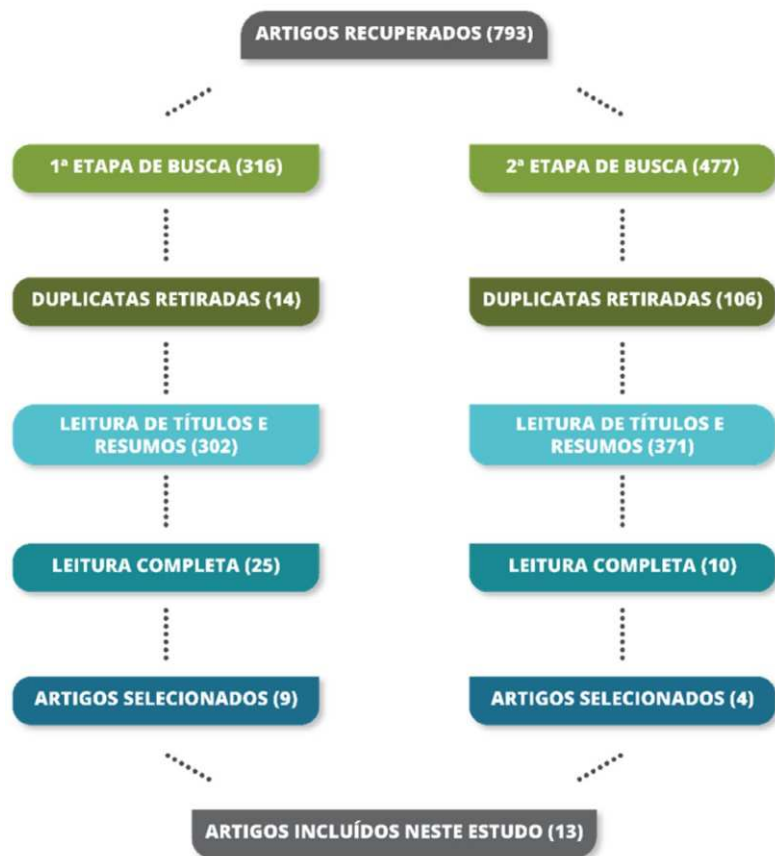 ARTIGOS RECUPERADOS (793)
1ª ETAPA DE BUSCA (316)
2ª ETAPA DE BUSCA (477)
DUPLICATAS RETIRADAS (14)
DUPLICATAS RETIRADAS (106)
LEITURA DE TÍTULOS E
RESUMOS (302)
LEITURA DE TÍTULOS E
RESUMOS (371)
LEITURA COMPLETA (25)
LEITURA COMPLETA (10)
ARTIGOS SELECIONADOS (9)
ARTIGOS SELECIONADOS (4)
ARTIGOS INCLUÍDOS NESTE ESTUDO (13)